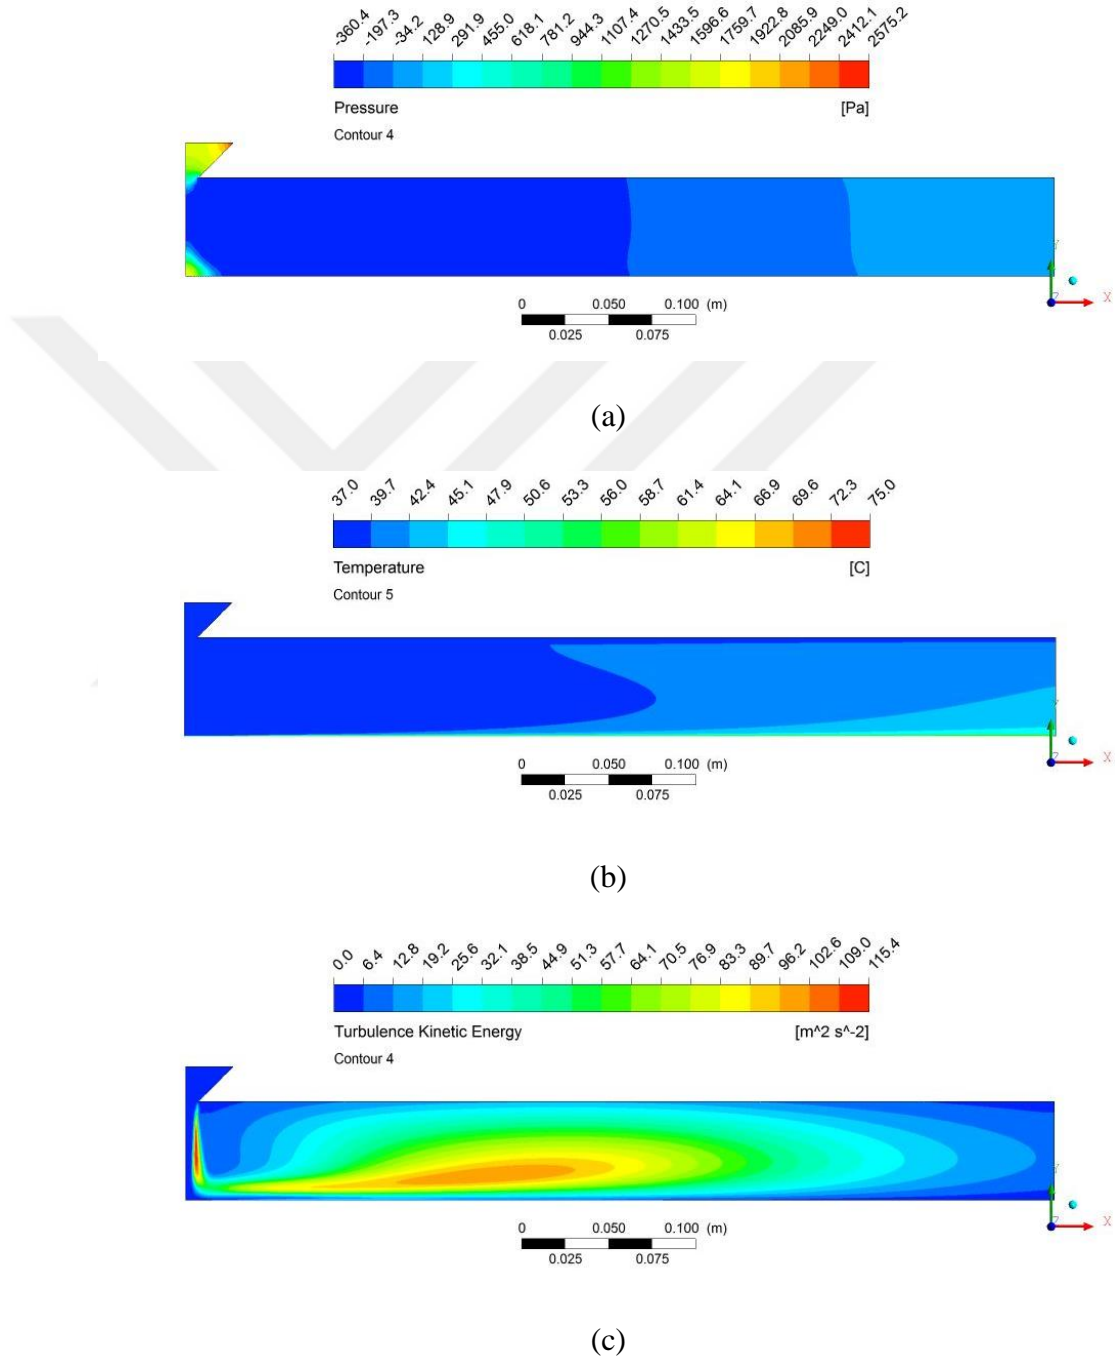 -360.4 -197.3 -34.2 128.9 291.9 455.0 618.1 781.2 944.3 1107.4 1270.5 1433.5 1596.6 1759.7 1922.8 2085.9 2249.0 2412.1 2575.2
Pressure [Pa]
Contour 4
Y
Z X
0 0.050 0.100 (m)
0.025 0.075
(a)
37.0 39.7 42.4 45.1 47.9 50.6 53.3 56.0 58.7 61.4 64.1 66.9 69.6 72.3 75.0
Temperature [C]
Contour 5
Y
Z X
0 0.050 0.100 (m)
0.025 0.075
(b)
0.0 6.4 12.8 19.2 25.6 32.1 38.5 44.9 51.3 57.7 64.1 70.5 76.9 83.3 89.7 96.2 102.6 109.0 115.4
Turbulence Kinetic Energy [m^2 s^-2]
Contour 4
Y
Z X
0 0.050 0.100 (m)
0.025 0.075
(c)